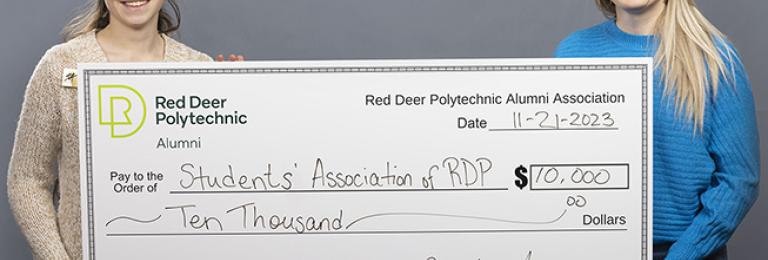 Red Deer
Polytechnic
Alumni
Red Deer Polytechnic Alumni Association
Date 11-21-2023
Pay to the
Order of Students' Association of RDP $ 10,000
Ten Thousand 00 Dollars